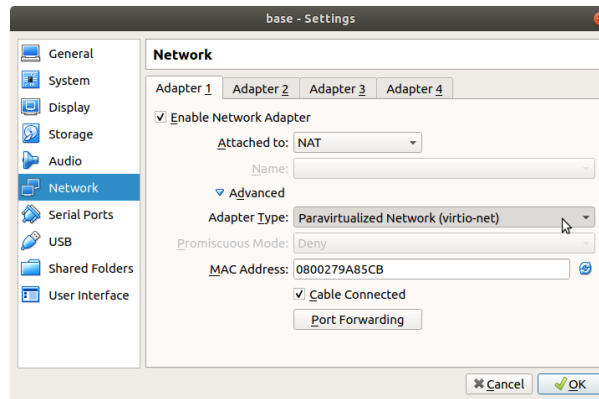 base - Settings
General
System
Display
Storage
Audio
Network
Serial Ports
USB
Shared Folders
User Interface
Network
Adapter 1 Adapter 2 Adapter 3 Adapter 4
Enable Network Adapter
Attached to: NAT
Name:
Advanced
Adapter Type: Paravirtualized Network (virtio-net)
Promiscuous Mode: Deny
MAC Address: 0800279A85CB
Cable Connected
Port Forwarding
Cancel OK